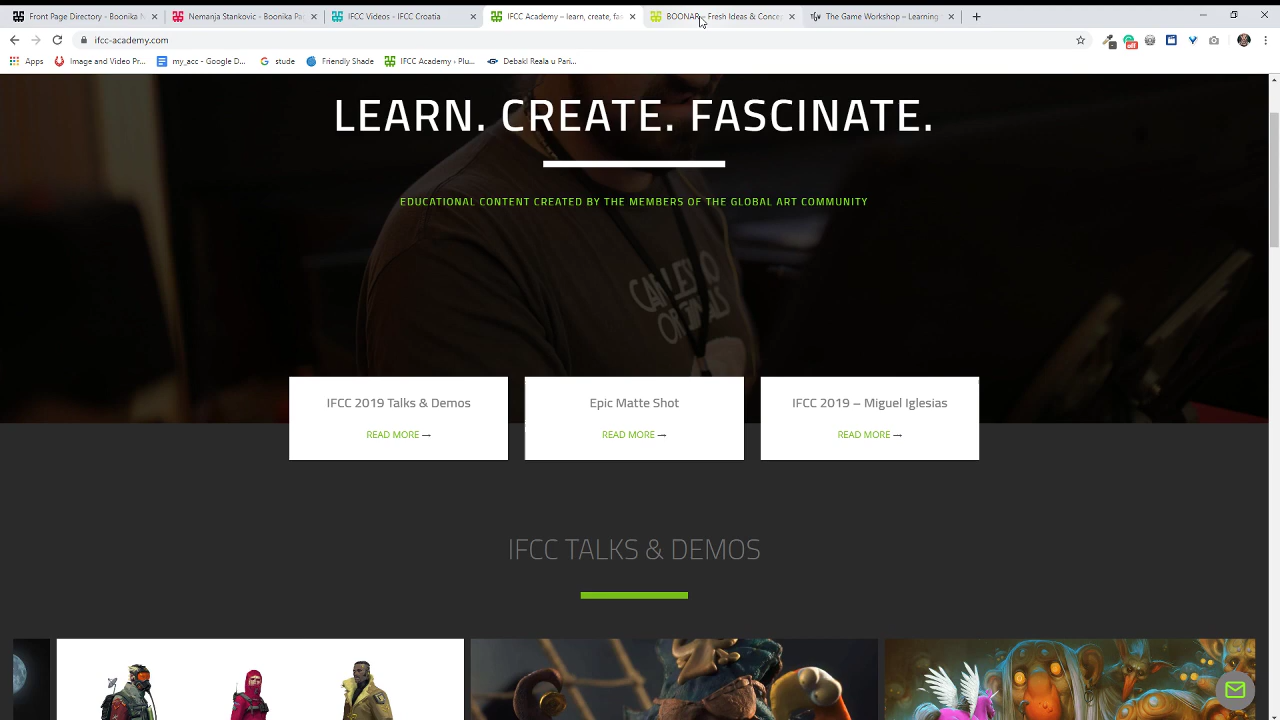 Front Page Directory - Boonika N
Nemanja Stankovic - Boonika Pa
IFCC Videos - IFCC Croatia
IFCC Academy – learn, create, fas
BOONAR - Fresh Ideas & Concep
The Game Workshop – Learning
ifcc-academy.com
Apps
Image and Video Pr...
my_acc - Google D...
stude
Friendly Shade
IFCC Academy ‹ Plu...
Debakl Reala u Pari...
LEARN. CREATE. FASCINATE.
EDUCATIONAL CONTENT CREATED BY THE MEMBERS OF THE GLOBAL ART COMMUNITY
IFCC 2019 Talks & Demos
Epic Matte Shot
IFCC 2019 – Miguel Iglesias
READ MORE →
READ MORE →
READ MORE →
IFCC TALKS & DEMOS